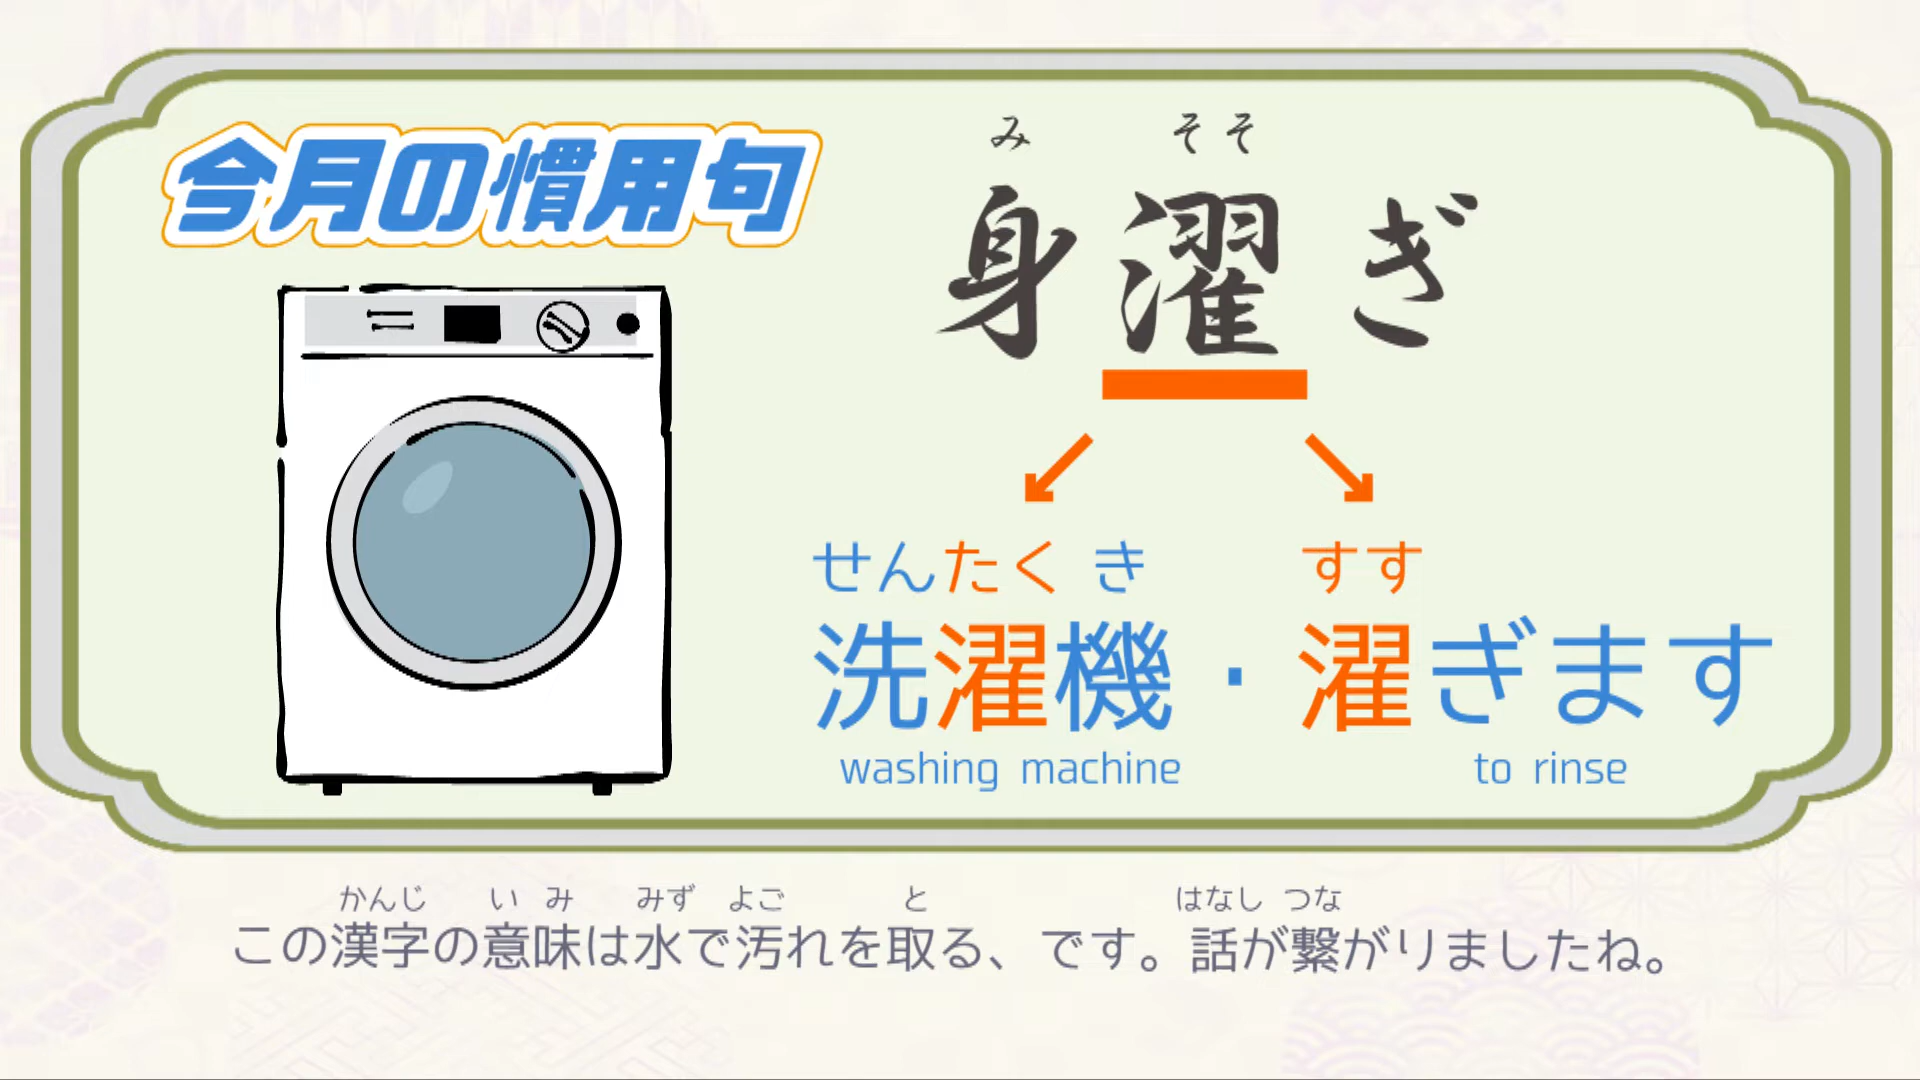 今月の慣用句
み そそ
身濯ぎ
せんたくき
洗濯機・濯ぎます
すす
washing machine
to rinse
かんじ いみ みず よご と はなし つな
この漢字の意味は水で汚れを取る、です。話が繋がりましたね。